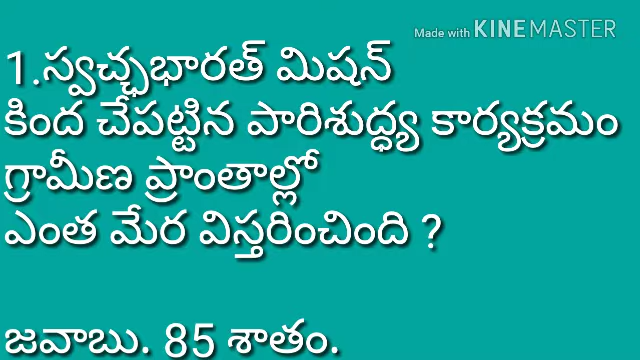 Made with KINEMASTER
1.స్వచ్ఛభారత్ మిషన్
కింద చేపట్టిన పారిశుద్ధ్య కార్యక్రమం
గ్రామీణ ప్రాంతాల్లో
ఎంత మేర విస్తరించింది ?
జవాబు. 85 శాతం.